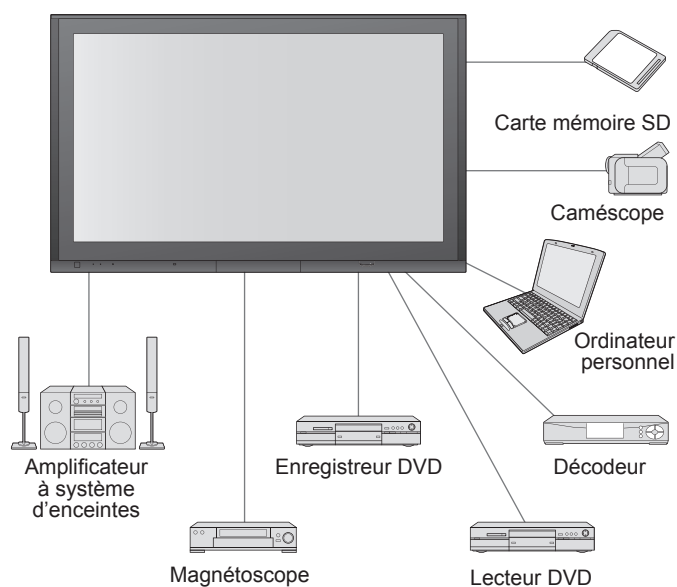 Carte mémoire SD
Caméscope
Ordinateur
personnel
Amplificateur
à système
d'enceintes
Enregistreur DVD
Décodeur
Magnétoscope
Lecteur DVD